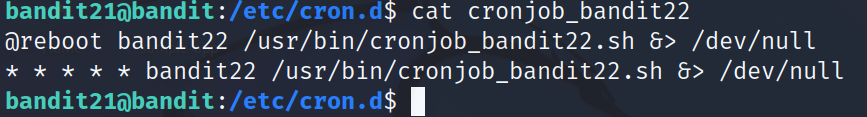 bandit21@bandit:/etc/cron.d$ cat cronjob_bandit22
@reboot bandit22 /usr/bin/cronjob_bandit22.sh &> /dev/null
* * * * * bandit22 /usr/bin/cronjob_bandit22.sh &> /dev/null
bandit21@bandit:/etc/cron.d$